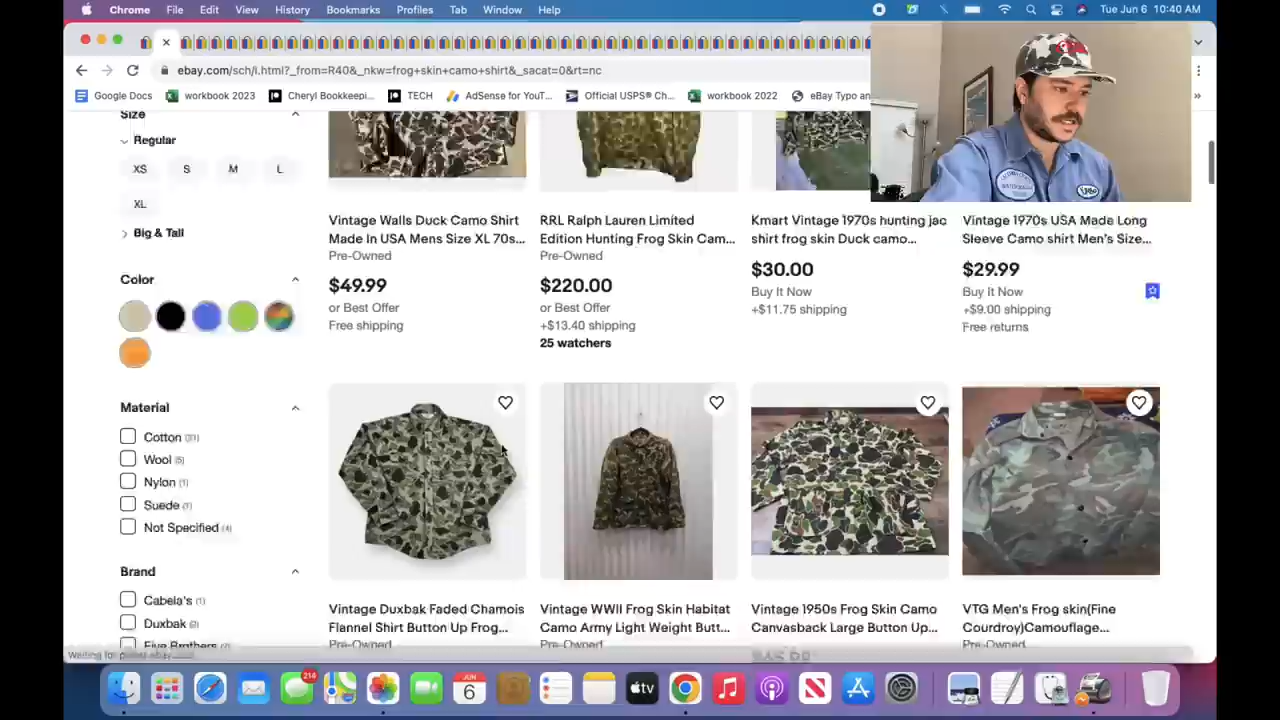 Chrome File Edit View History Bookmarks Profiles Tab Window Help Tue Jun 6 10:40 AM
ebay.com/sch/i.html?_from=R40&_nkw=frog+skin+camo+shirt&_sacat=0&rt=nc
Google Docs workbook 2023 Cheryl Bookkeepi... TECH AdSense for YouT... Official USPS® Ch... workbook 2022 eBay Typo an »
Size
Regular
XS S M L
XL
Big & Tall
Color
Material
Cotton
Wool (5)
Nylon (1)
Suede (1)
Not Specified (4)
Brand
Cabela's (1)
Duxbak (2)
Five Brothers
Vintage Walls Duck Camo Shirt
Made In USA Mens Size XL 70s...
Pre-Owned
$49.99
or Best Offer
Free shipping
RRL Ralph Lauren Limited
Edition Hunting Frog Skin Cam...
Pre-Owned
$220.00
or Best Offer
+$13.40 shipping
25 watchers
Kmart Vintage 1970s hunting jac
shirt frog skin Duck camo...
$30.00
Buy It Now
+$11.75 shipping
Vintage 1970s USA Made Long
Sleeve Camo shirt Men's Size...
$29.99
Buy It Now
+$9.00 shipping
Free returns
Vintage Duxbak Faded Chamois
Flannel Shirt Button Up Frog...
Pre-Owned
Vintage WWII Frog Skin Habitat
Camo Army Light Weight Butt...
Pre-Owned
Vintage 1950s Frog Skin Camo
Canvasback Large Button Up...
VTG Men's Frog skin(Fine
Courdroy)Camouflage...
Pre-Owned
214
JUN
6
tv